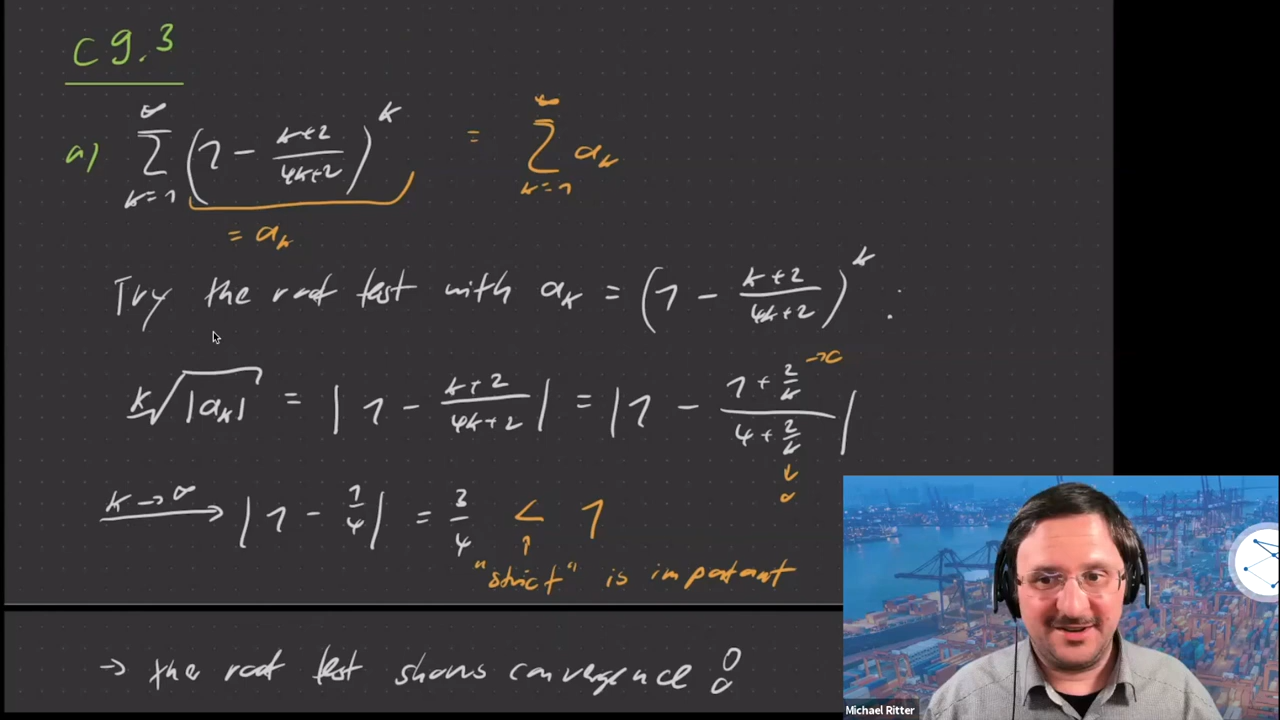 C 9.3
a) ∑_{k=1}^{∞} (1 - (k+2)/(4k+2))^k = ∑_{k=1}^{∞} a_k
= a_k
Try the root test with a_k = (1 - (k+2)/(4k+2))^k :
ᵏ√|a_k| = |1 - (k+2)/(4k+2)| = |1 - (1 + 2/k)/(4 + 2/k)|
→ 0
↓ 0
k→∞ ⟶ |1 - 1/4| = 3/4 < 1
↑
"strict" is important
→ the root test shows convergence !
Michael Ritter